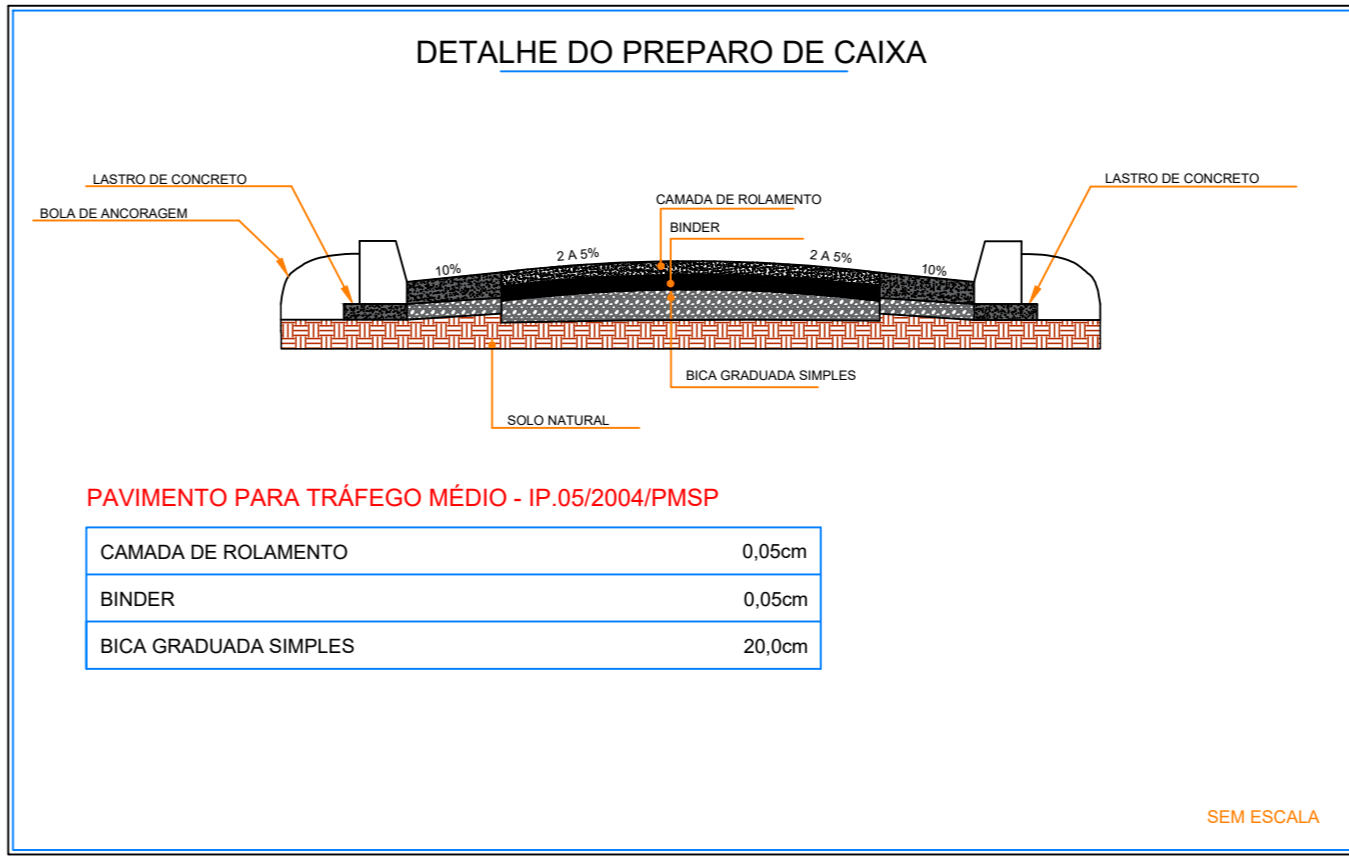 DETALHE DO PREPARO DE CAIXA
LASTRO DE CONCRETO
LASTRO DE CONCRETO
BOLA DE ANCORAGEM
CAMADA DE ROLAMENTO
BINDER
10%
2 A 5%
2 A 5%
10%
BICA GRADUADA SIMPLES
SOLO NATURAL
PAVIMENTO PARA TRÁFEGO MÉDIO - IP.05/2004/PMSP
CAMADA DE ROLAMENTO 0,05cm
BINDER 0,05cm
BICA GRADUADA SIMPLES 20,0cm
SEM ESCALA